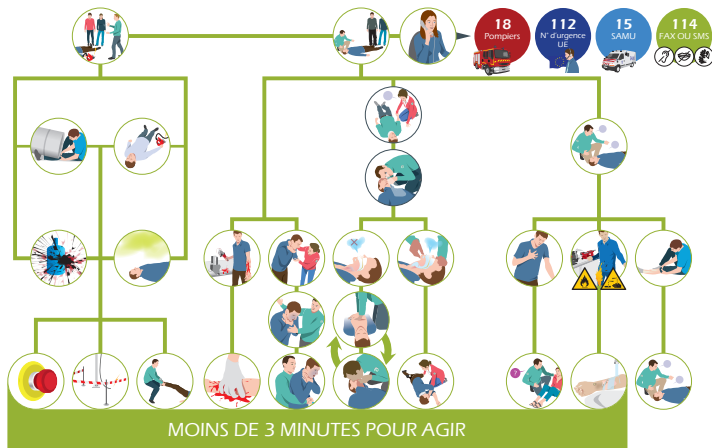 18
Pompiers
112
N° d'urgence
UE
15
SAMU
114
FAX OU SMS
?
MOINS DE 3 MINUTES POUR AGIR